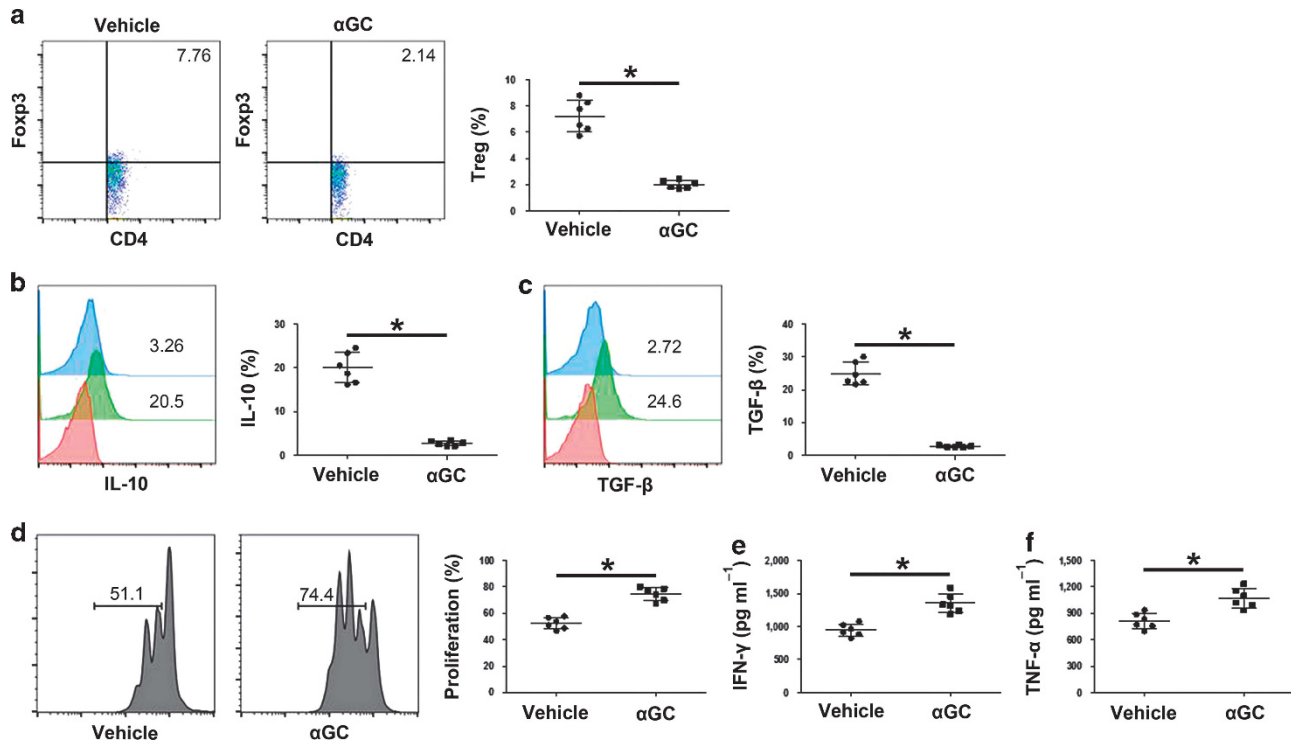 a
Vehicle
αGC
7.76
2.14
Foxp3
Foxp3
CD4
CD4
Treg (%)
10
8
6
4
2
0
*
Vehicle
αGC
b
3.26
20.5
IL-10
IL-10 (%)
30
20
10
0
*
Vehicle
αGC
c
2.72
24.6
TGF-β
TGF-β (%)
40
30
20
10
0
*
Vehicle
αGC
d
51.1
Vehicle
74.4
αGC
Proliferation (%)
100
80
60
40
20
0
*
Vehicle
αGC
e
IFN-γ (pg ml⁻¹)
2,000
1,500
1,000
500
0
*
Vehicle
αGC
f
TNF-α (pg ml⁻¹)
1,500
1,200
900
600
300
0
*
Vehicle
αGC